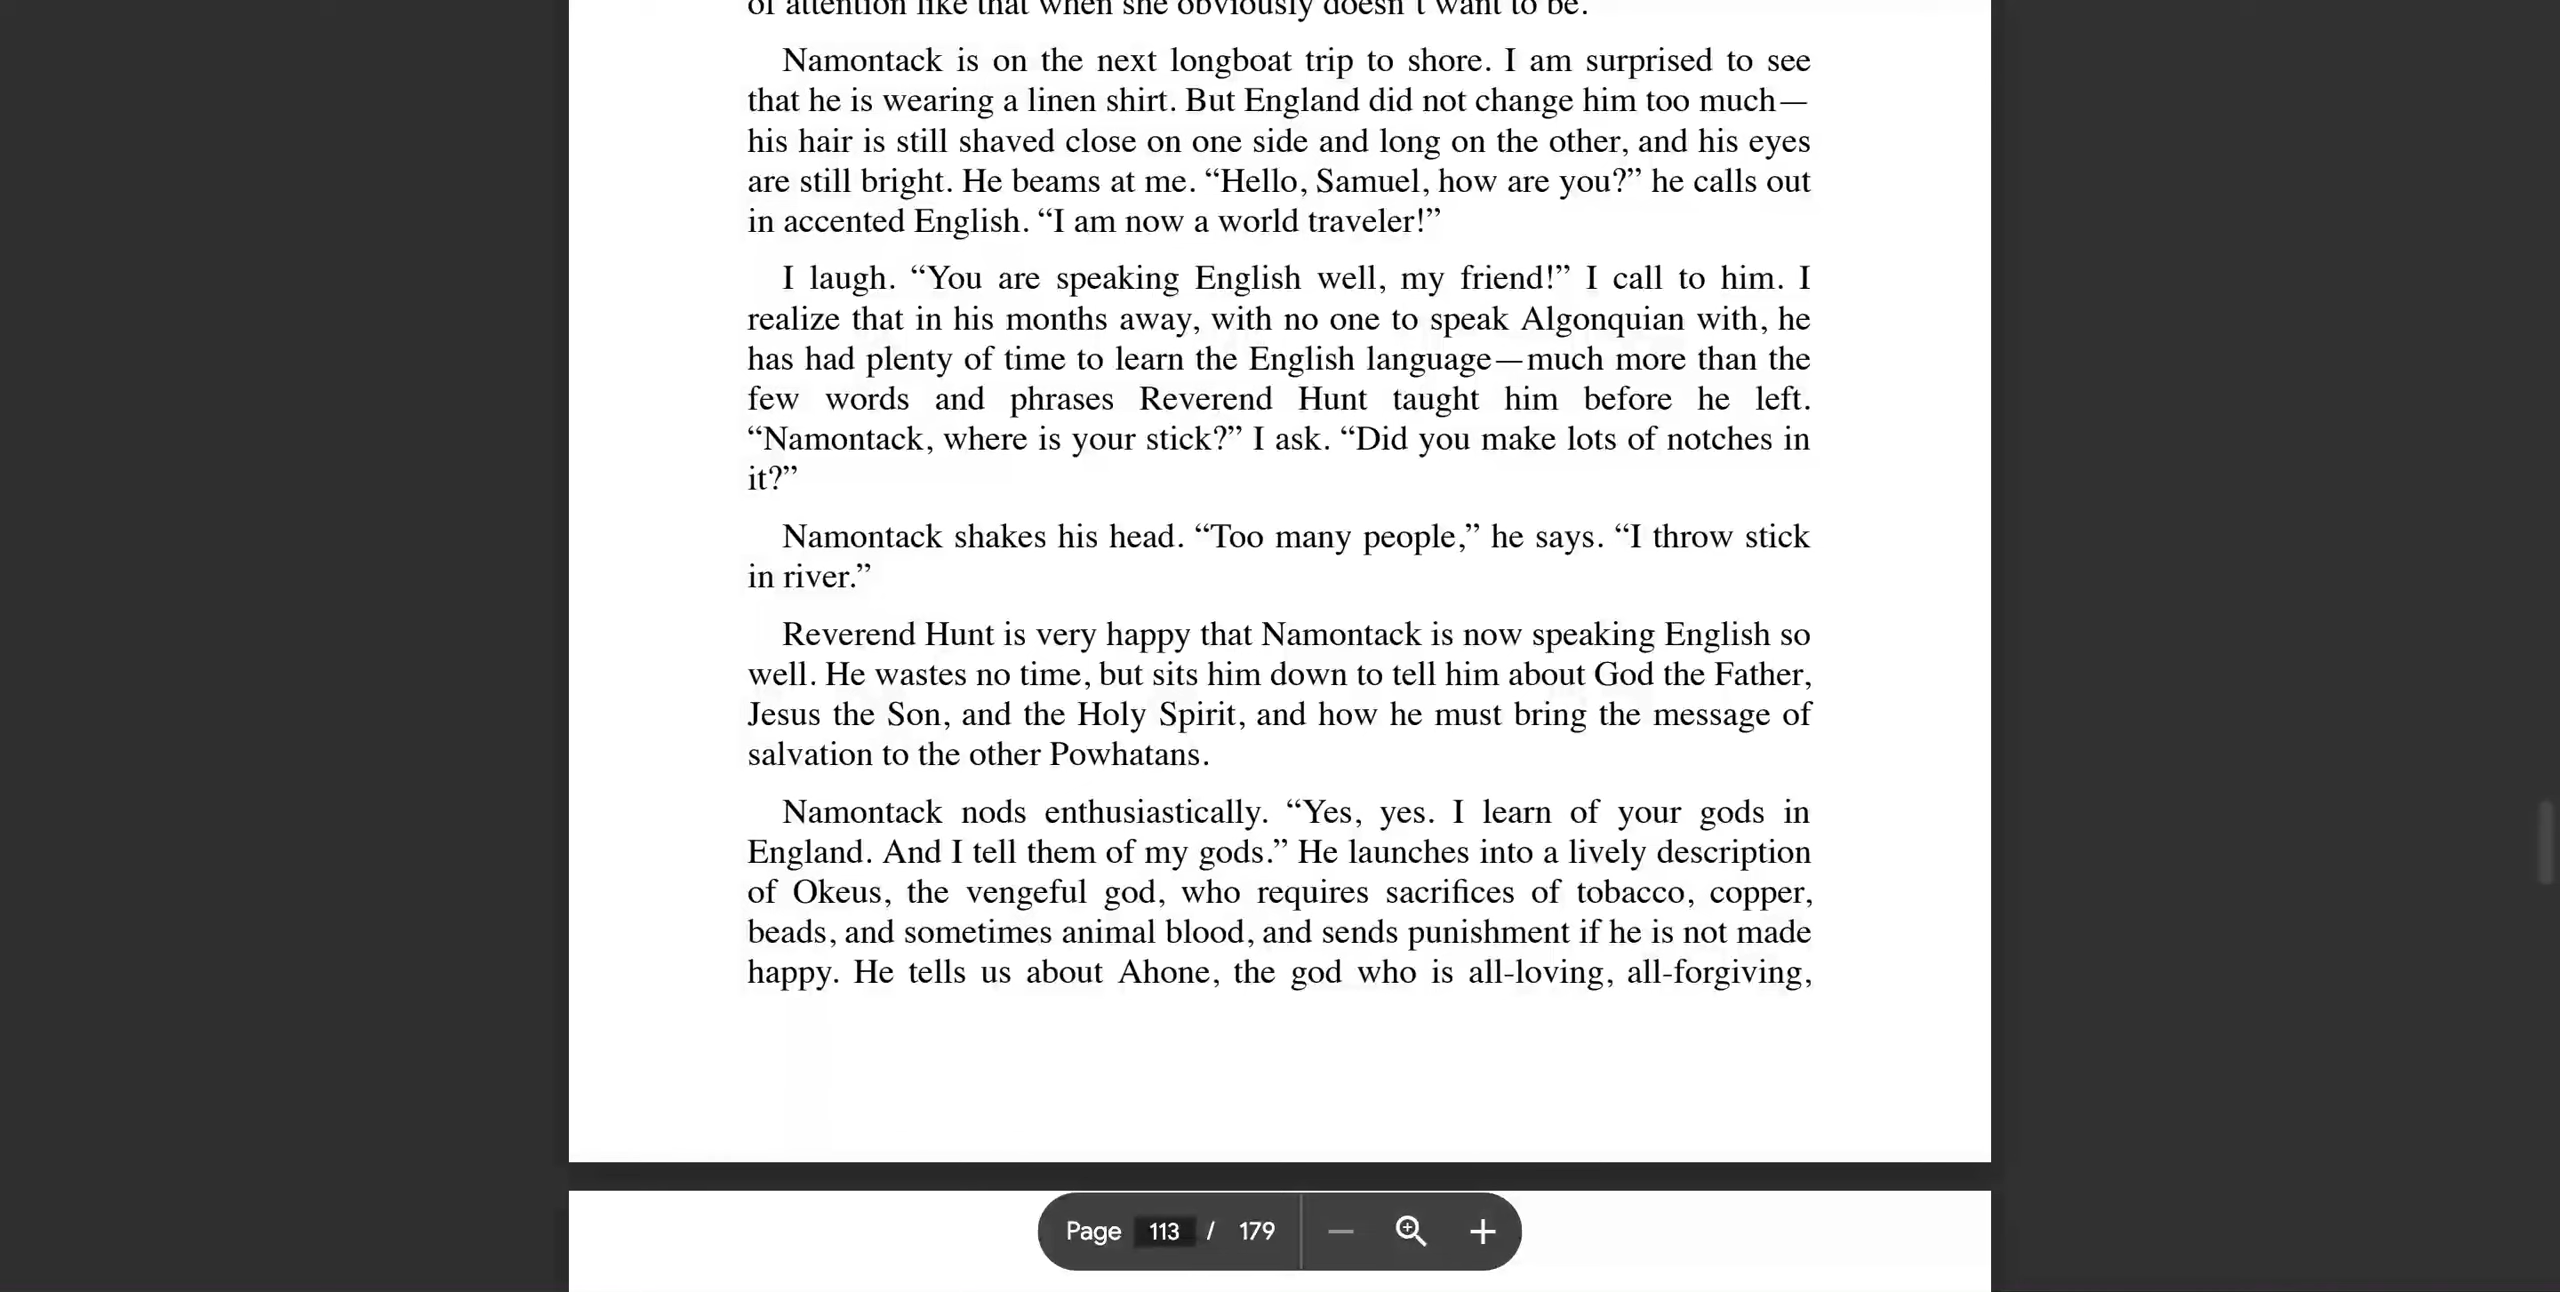 of attention like that when she obviously doesn't want to be.
Namontack is on the next longboat trip to shore. I am surprised to see
that he is wearing a linen shirt. But England did not change him too much—
his hair is still shaved close on one side and long on the other, and his eyes
are still bright. He beams at me. “Hello, Samuel, how are you?” he calls out
in accented English. “I am now a world traveler!”
I laugh. “You are speaking English well, my friend!” I call to him. I
realize that in his months away, with no one to speak Algonquian with, he
has had plenty of time to learn the English language—much more than the
few words and phrases Reverend Hunt taught him before he left.
“Namontack, where is your stick?” I ask. “Did you make lots of notches in
it?”
Namontack shakes his head. “Too many people,” he says. “I throw stick
in river.”
Reverend Hunt is very happy that Namontack is now speaking English so
well. He wastes no time, but sits him down to tell him about God the Father,
Jesus the Son, and the Holy Spirit, and how he must bring the message of
salvation to the other Powhatans.
Namontack nods enthusiastically. “Yes, yes. I learn of your gods in
England. And I tell them of my gods.” He launches into a lively description
of Okeus, the vengeful god, who requires sacrifices of tobacco, copper,
beads, and sometimes animal blood, and sends punishment if he is not made
happy. He tells us about Ahone, the god who is all-loving, all-forgiving,
Page 113 / 179